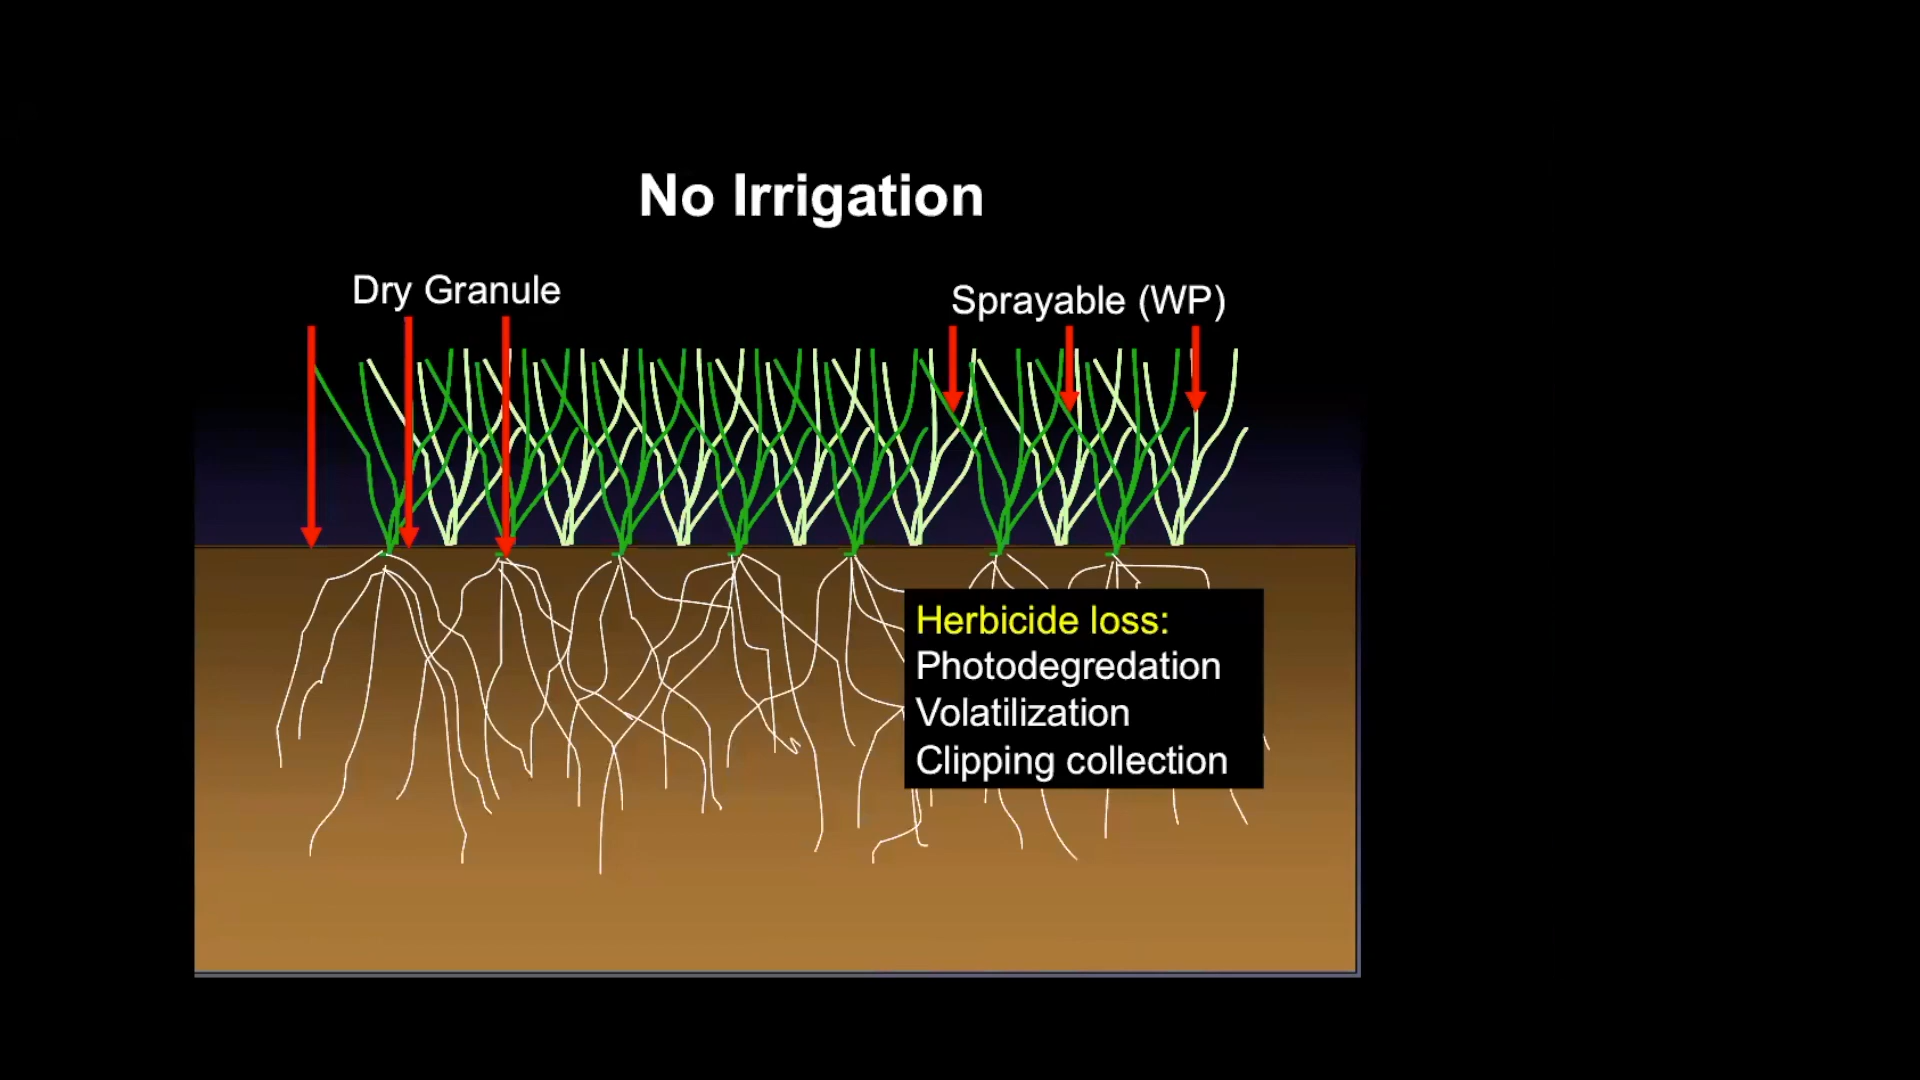 No Irrigation
Dry Granule
Sprayable (WP)
Herbicide loss:
Photodegredation
Volatilization
Clipping collection